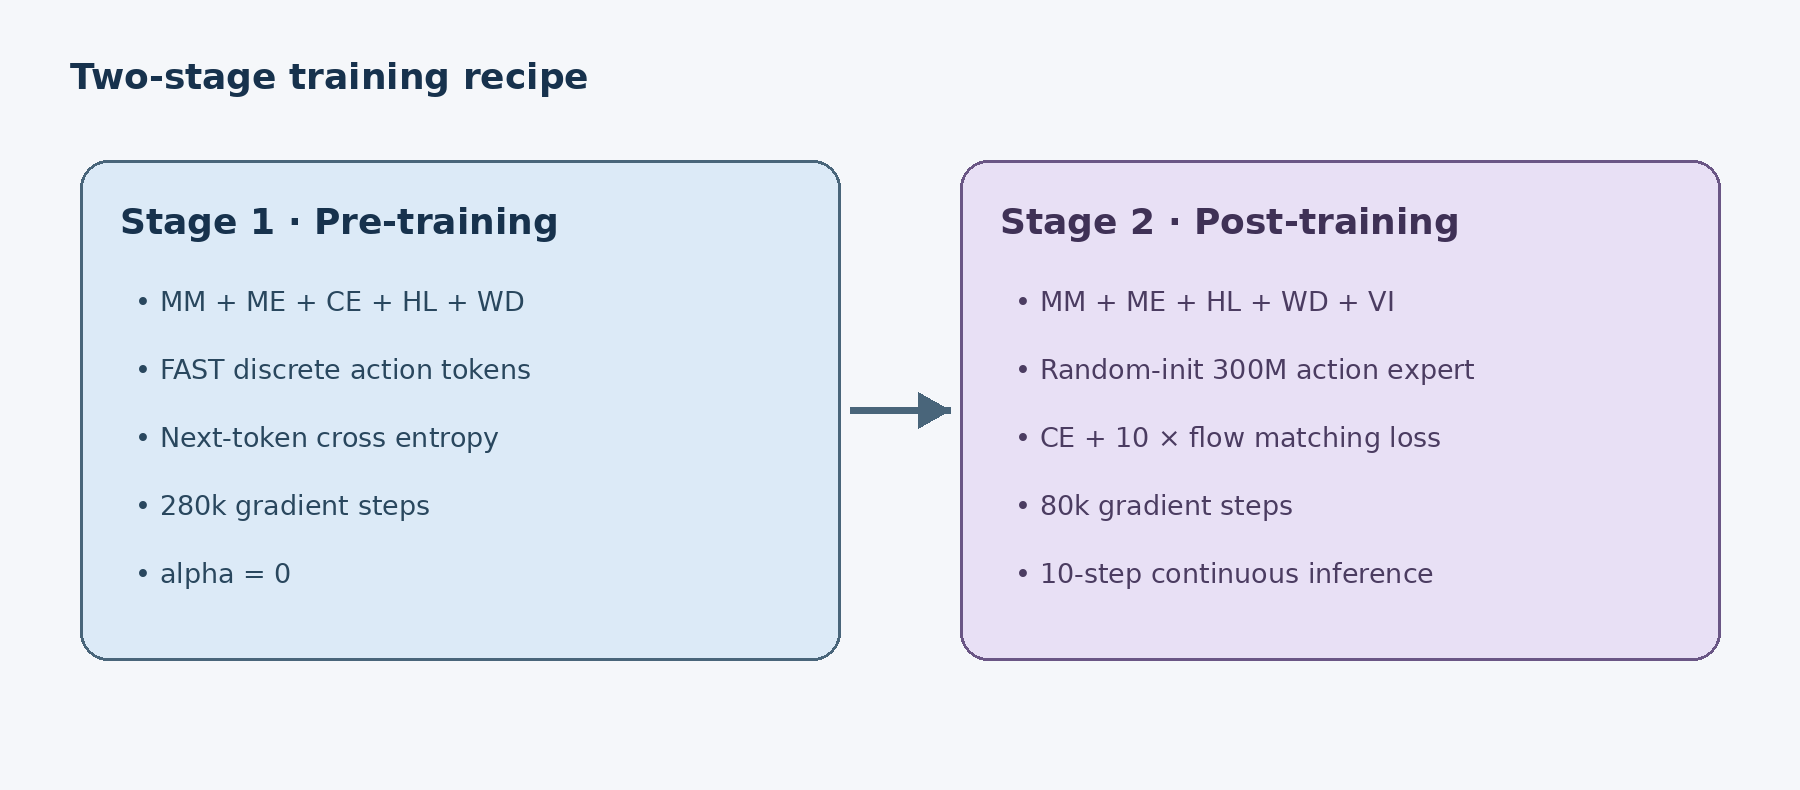 Two-stage training recipe
Stage 1 · Pre-training
• MM + ME + CE + HL + WD
• FAST discrete action tokens
• Next-token cross entropy
• 280k gradient steps
• alpha = 0
Stage 2 · Post-training
• MM + ME + HL + WD + VI
• Random-init 300M action expert
• CE + 10 × flow matching loss
• 80k gradient steps
• 10-step continuous inference